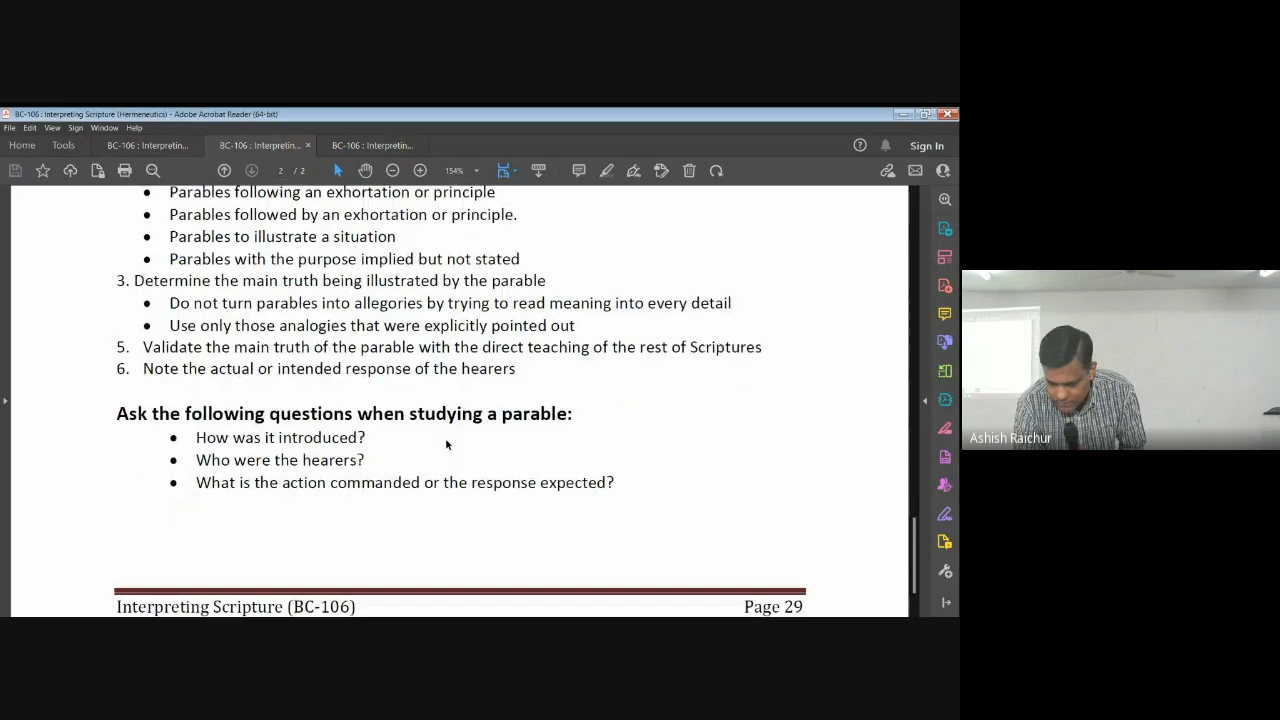 BC-106 : Interpreting Scripture (Hermeneutics) - Adobe Acrobat Reader (64-bit)
File Edit View Sign Window Help
Home Tools BC-106 : Interpretin... BC-106 : Interpretin... × BC-106 : Interpretin... Sign In
2 / 2 154%
• Parables following an exhortation or principle
• Parables followed by an exhortation or principle.
• Parables to illustrate a situation
• Parables with the purpose implied but not stated
3. Determine the main truth being illustrated by the parable
• Do not turn parables into allegories by trying to read meaning into every detail
• Use only those analogies that were explicitly pointed out
5. Validate the main truth of the parable with the direct teaching of the rest of Scriptures
6. Note the actual or intended response of the hearers
Ask the following questions when studying a parable:
• How was it introduced?
• Who were the hearers?
• What is the action commanded or the response expected?
Interpreting Scripture (BC-106) Page 29
Ashish Raichur